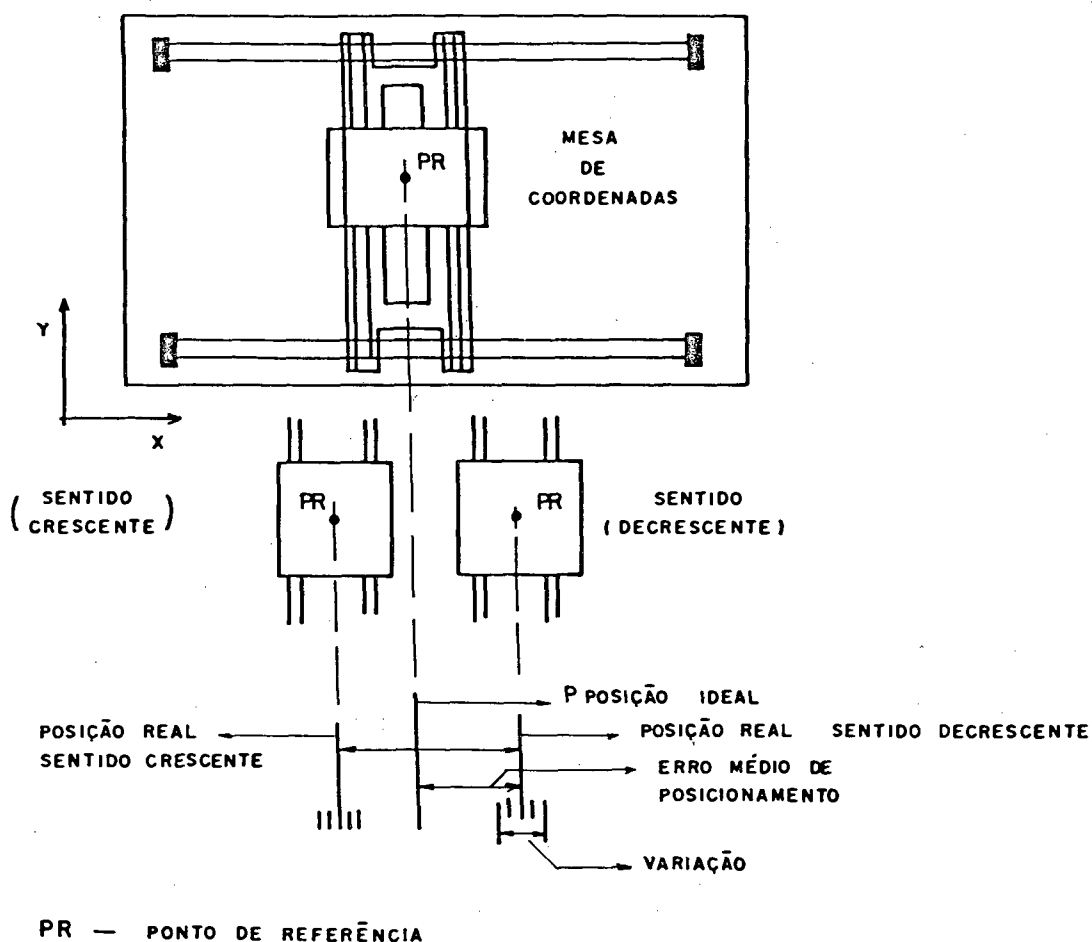 PR
MESA
DE
COORDENADAS
Y
X
( SENTIDO
CRESCENTE )
PR
PR
SENTIDO
( DECRESCENTE )
P POSIÇÃO IDEAL
POSIÇÃO REAL
SENTIDO CRESCENTE
POSIÇÃO REAL SENTIDO DECRESCENTE
ERRO MÉDIO DE
POSICIONAMENTO
VARIAÇÃO
PR — PONTO DE REFERÊNCIA